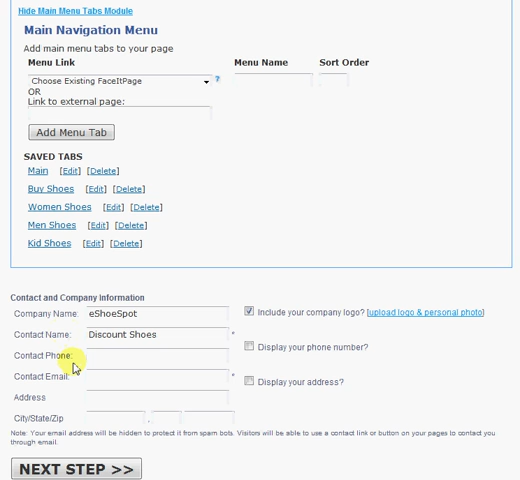 Hide Main Menu Tabs Module
Main Navigation Menu
Add main menu tabs to your page
Menu Link Menu Name Sort Order
Choose Existing FaceItPage ?
OR
Link to external page:
Add Menu Tab
SAVED TABS
Main [Edit] [Delete]
Buy Shoes [Edit] [Delete]
Women Shoes [Edit] [Delete]
Men Shoes [Edit] [Delete]
Kid Shoes [Edit] [Delete]
Contact and Company Information
Company Name: eShoeSpot Include your company logo? [upload logo & personal photo]
Contact Name: Discount Shoes *
Contact Phone: Display your phone number?
Contact Email: * Display your address?
Address
City/State/Zip ,
Note: Your email address will be hidden to protect it from spam bots. Visitors will be able to use a contact link or button on your pages to contact you
through email.
NEXT STEP >>